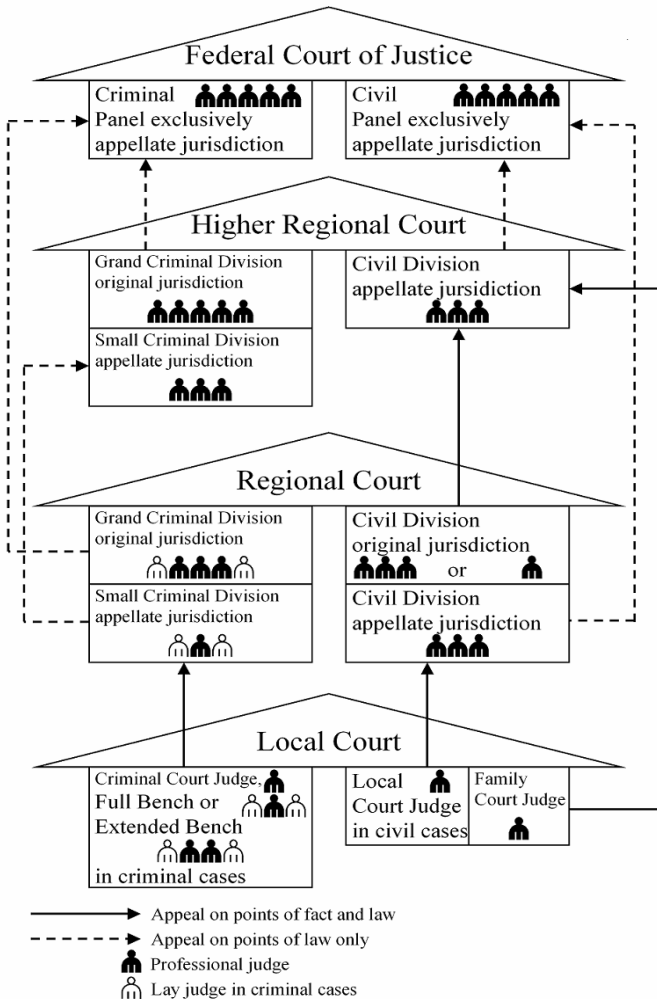 Federal Court of Justice
Criminal
Panel exclusively
appellate jurisdiction
Civil
Panel exclusively
appellate jurisdiction
Higher Regional Court
Grand Criminal Division
original jurisdiction
Small Criminal Division
appellate jurisdiction
Civil Division
appellate jursidiction
Regional Court
Grand Criminal Division
original jurisdiction
Small Criminal Division
appellate jurisdiction
Civil Division
original jurisdiction
or
Civil Division
appellate jurisdiction
Local Court
Criminal Court Judge,
Full Bench or
Extended Bench
in criminal cases
Local
Court Judge
in civil cases
Family
Court Judge
Appeal on points of fact and law
Appeal on points of law only
Professional judge
Lay judge in criminal cases